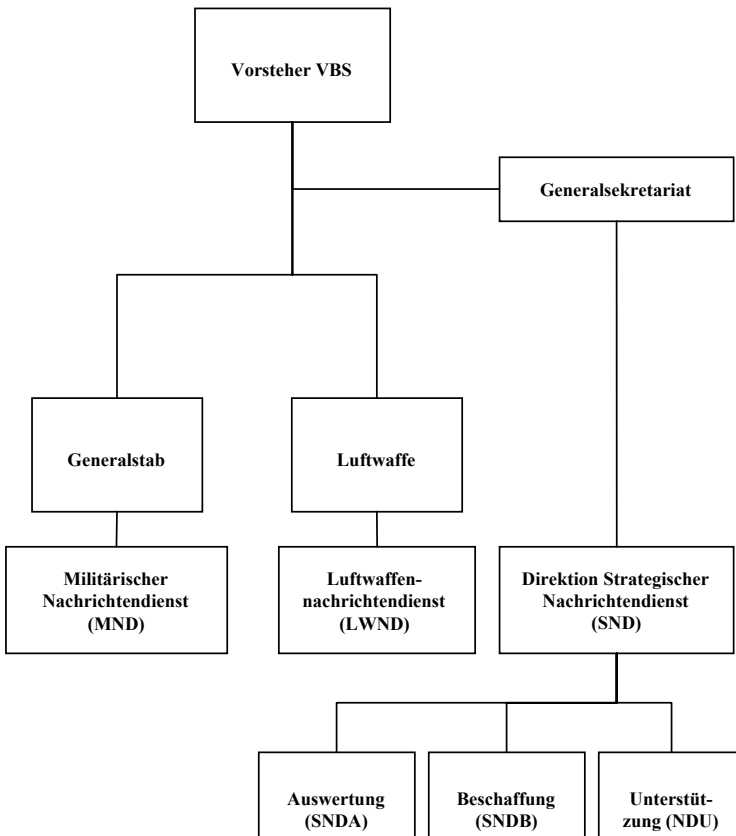 Vorsteher VBS
Generalsekretariat
Generalstab
Luftwaffe
Militärischer
Nachrichtendienst
(MND)
Luftwaffen-
nachrichtendienst
(LWND)
Direktion Strategischer
Nachrichtendienst
(SND)
Auswertung
(SNDA)
Beschaffung
(SNDB)
Unterstüt-
zung (NDU)